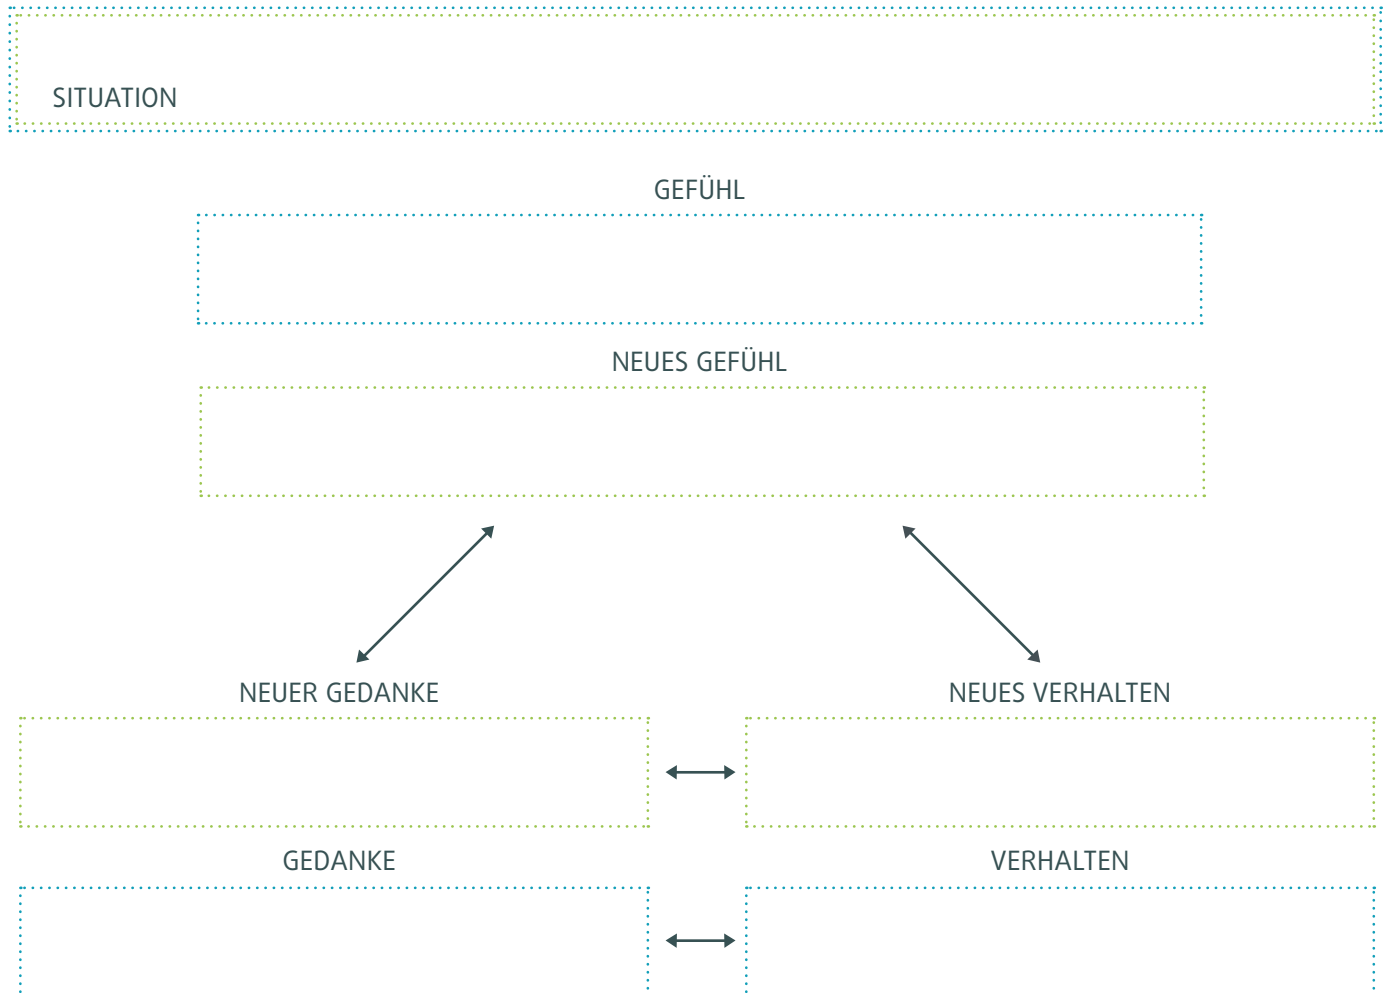 SITUATION
GEFÜHL
NEUES GEFÜHL
NEUER GEDANKE
NEUES VERHALTEN
GEDANKE
VERHALTEN